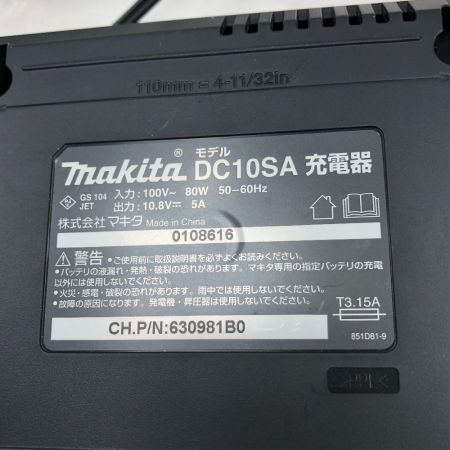 110mm = 4-11/32in
makita® モデル DC10SA 充電器
GS 104 JET 入力:100V~ 80W 50-60Hz
出力:10.8V⎓ 5A
株式会社 マキタ Made in China
0108616
⚠警告 •ご使用前に取扱説明書を必ずよくお読みください。
•バッテリの液漏れ・発熱・破裂の恐れがあります。マキタ専用の指定バッテリの充電
以外には使用しないでください。
•火災・感電・破裂の恐れあり。雨中では使用しないでください。
•故障の原因になります。発電機・昇圧器は使用しないでください。
T3.15A
CH.P/N:630981B0
851D81-9
>PPE<